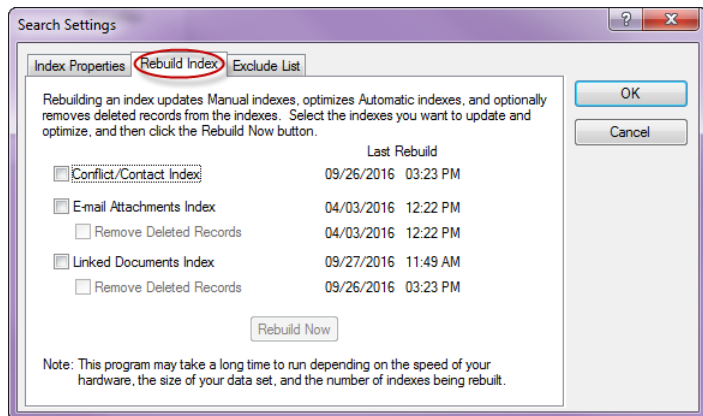 Search Settings
Index Properties Rebuild Index Exclude List
Rebuilding an index updates Manual indexes, optimizes Automatic indexes, and optionally
removes deleted records from the indexes. Select the indexes you want to update and
optimize, and then click the Rebuild Now button.
Last Rebuild
Conflict/Contact Index 09/26/2016 03:23 PM
E-mail Attachments Index 04/03/2016 12:22 PM
Remove Deleted Records 04/03/2016 12:22 PM
Linked Documents Index 09/27/2016 11:49 AM
Remove Deleted Records 09/26/2016 03:23 PM
Rebuild Now
Note: This program may take a long time to run depending on the speed of your
hardware, the size of your data set, and the number of indexes being rebuilt.
OK
Cancel